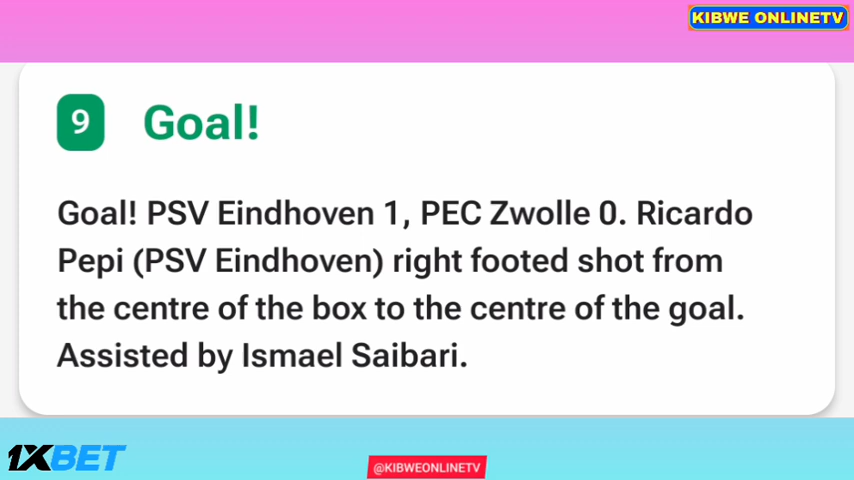 KIBWE ONLINETV
9 Goal!
Goal! PSV Eindhoven 1, PEC Zwolle 0. Ricardo
Pepi (PSV Eindhoven) right footed shot from
the centre of the box to the centre of the goal.
Assisted by Ismael Saibari.
1XBET
@KIBWEONLINETV